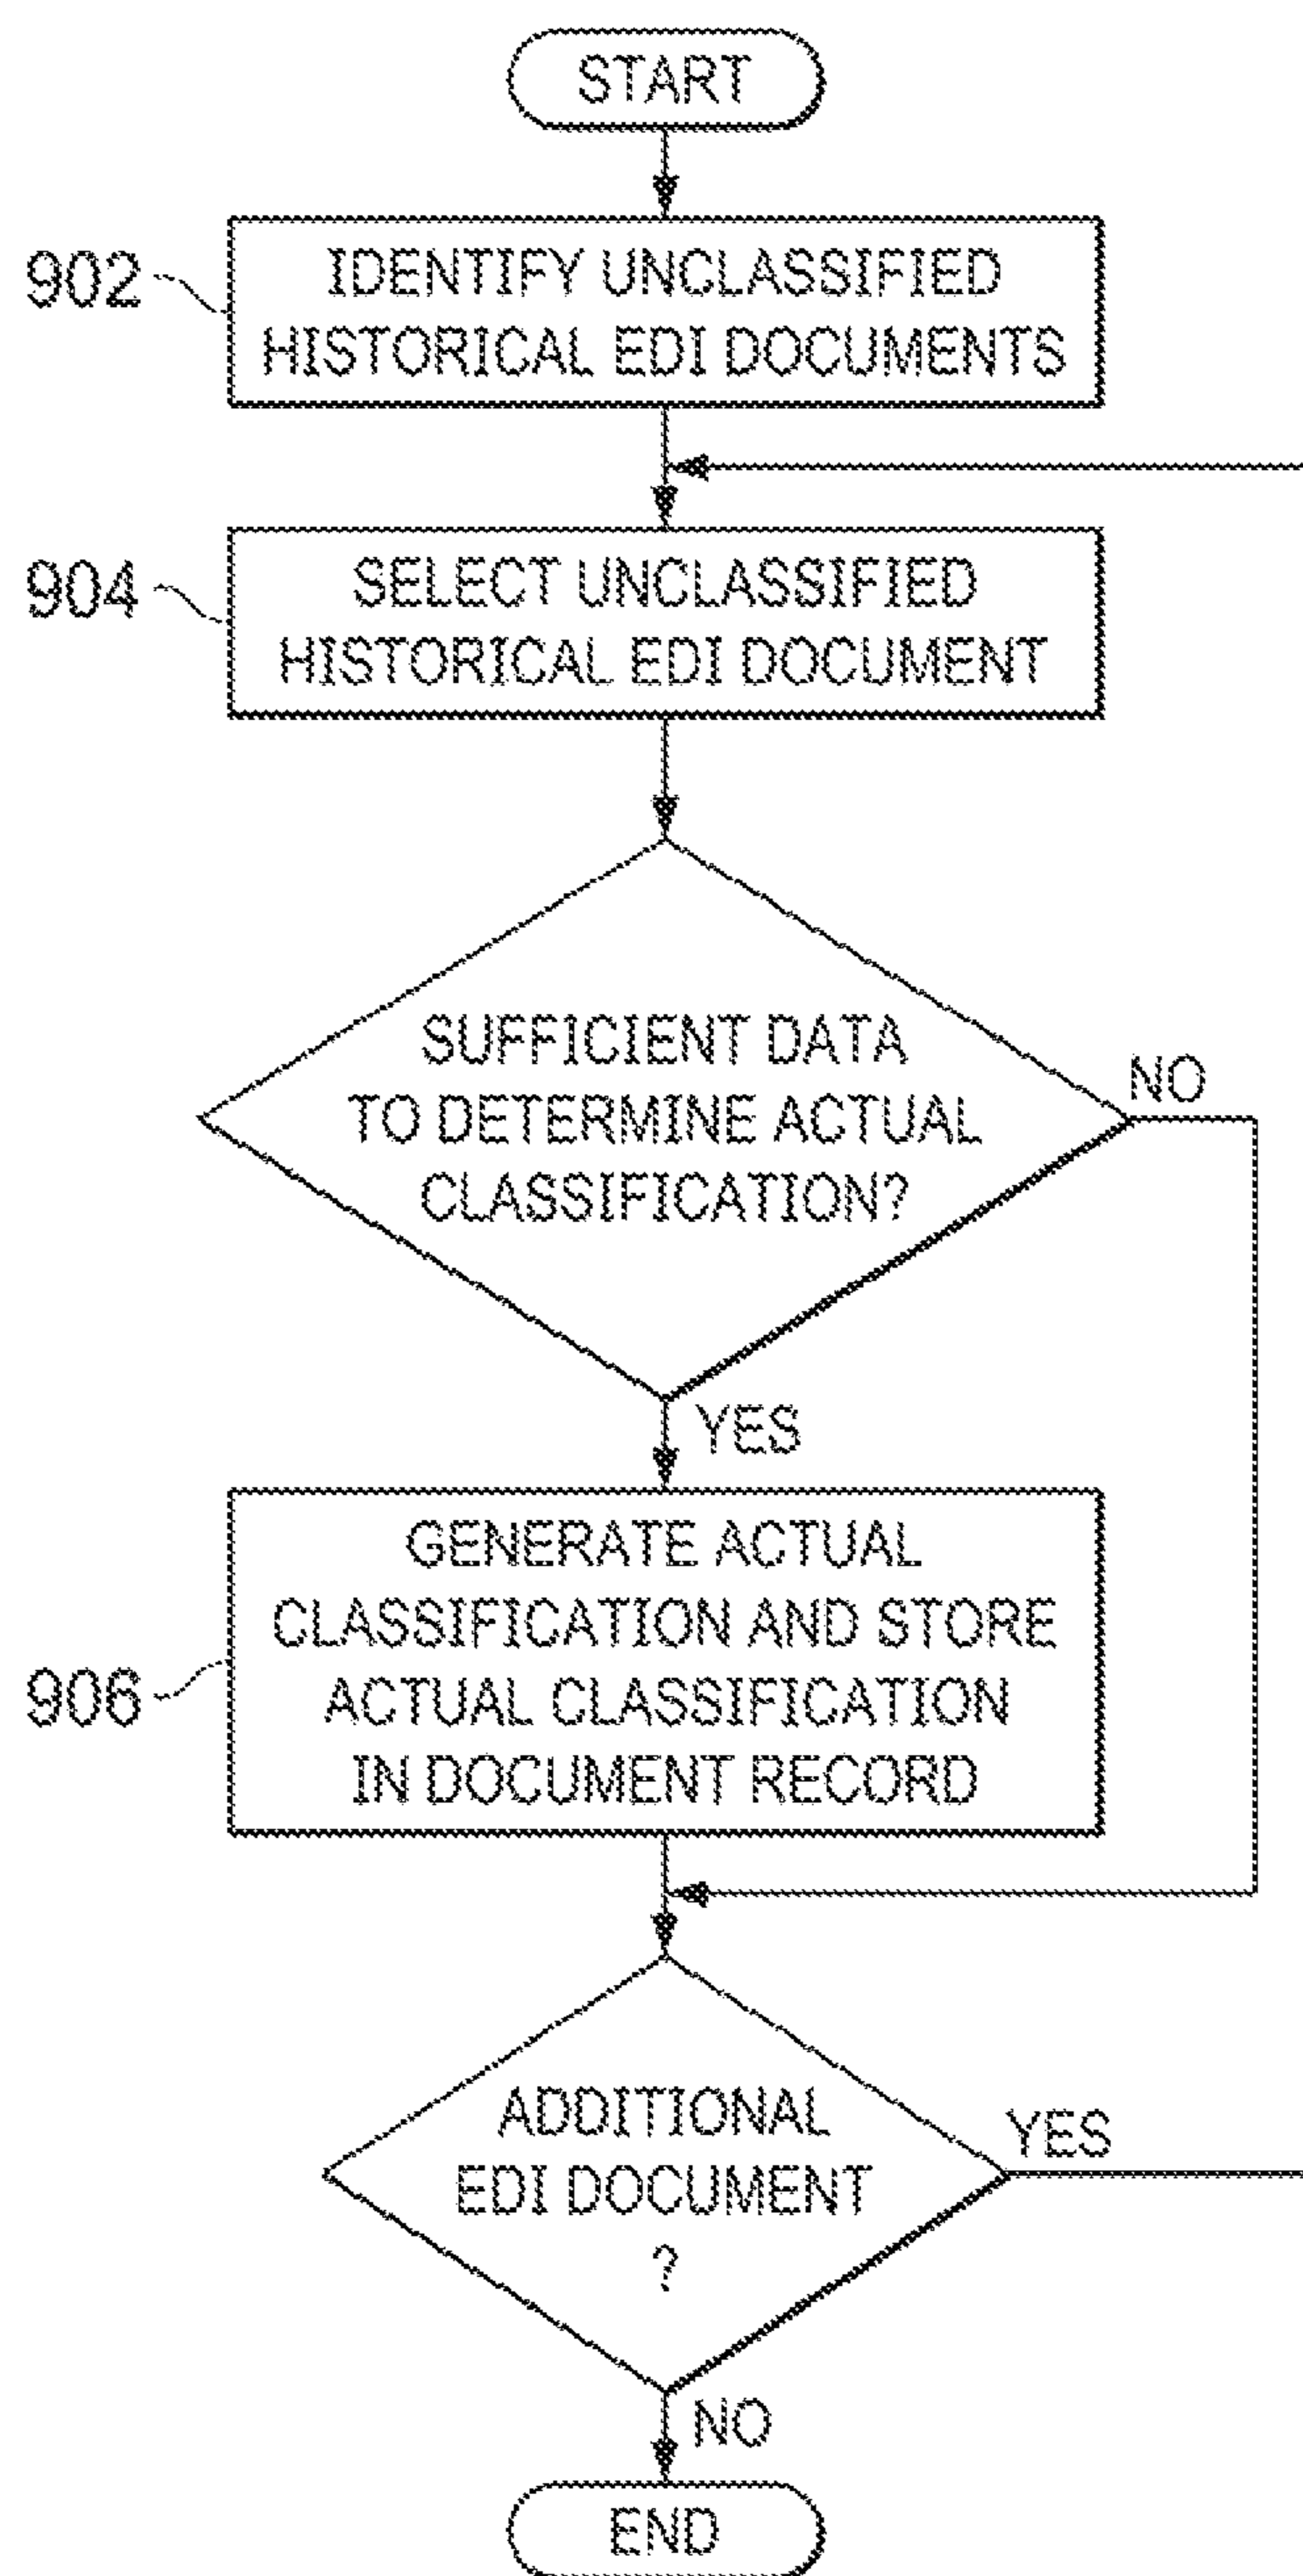 START
902
IDENTIFY UNCLASSIFIED
HISTORICAL EDI DOCUMENTS
904
SELECT UNCLASSIFIED
HISTORICAL EDI DOCUMENT
SUFFICIENT DATA
TO DETERMINE ACTUAL
CLASSIFICATION?
NO
YES
906
GENERATE ACTUAL
CLASSIFICATION AND STORE
ACTUAL CLASSIFICATION
IN DOCUMENT RECORD
ADDITIONAL
EDI DOCUMENT
?
YES
NO
END